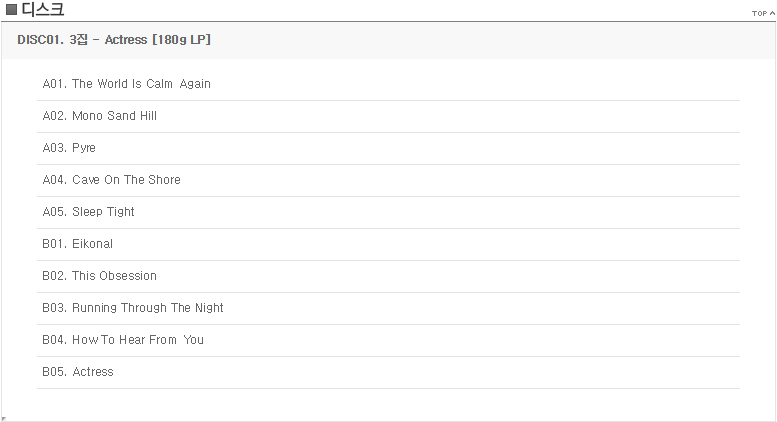 디스크
TOP
DISC01. 3집 - Actress [180g LP]
A01. The World Is Calm Again
A02. Mono Sand Hill
A03. Pyre
A04. Cave On The Shore
A05. Sleep Tight
B01. Eikonal
B02. This Obsession
B03. Running Through The Night
B04. How To Hear From You
B05. Actress